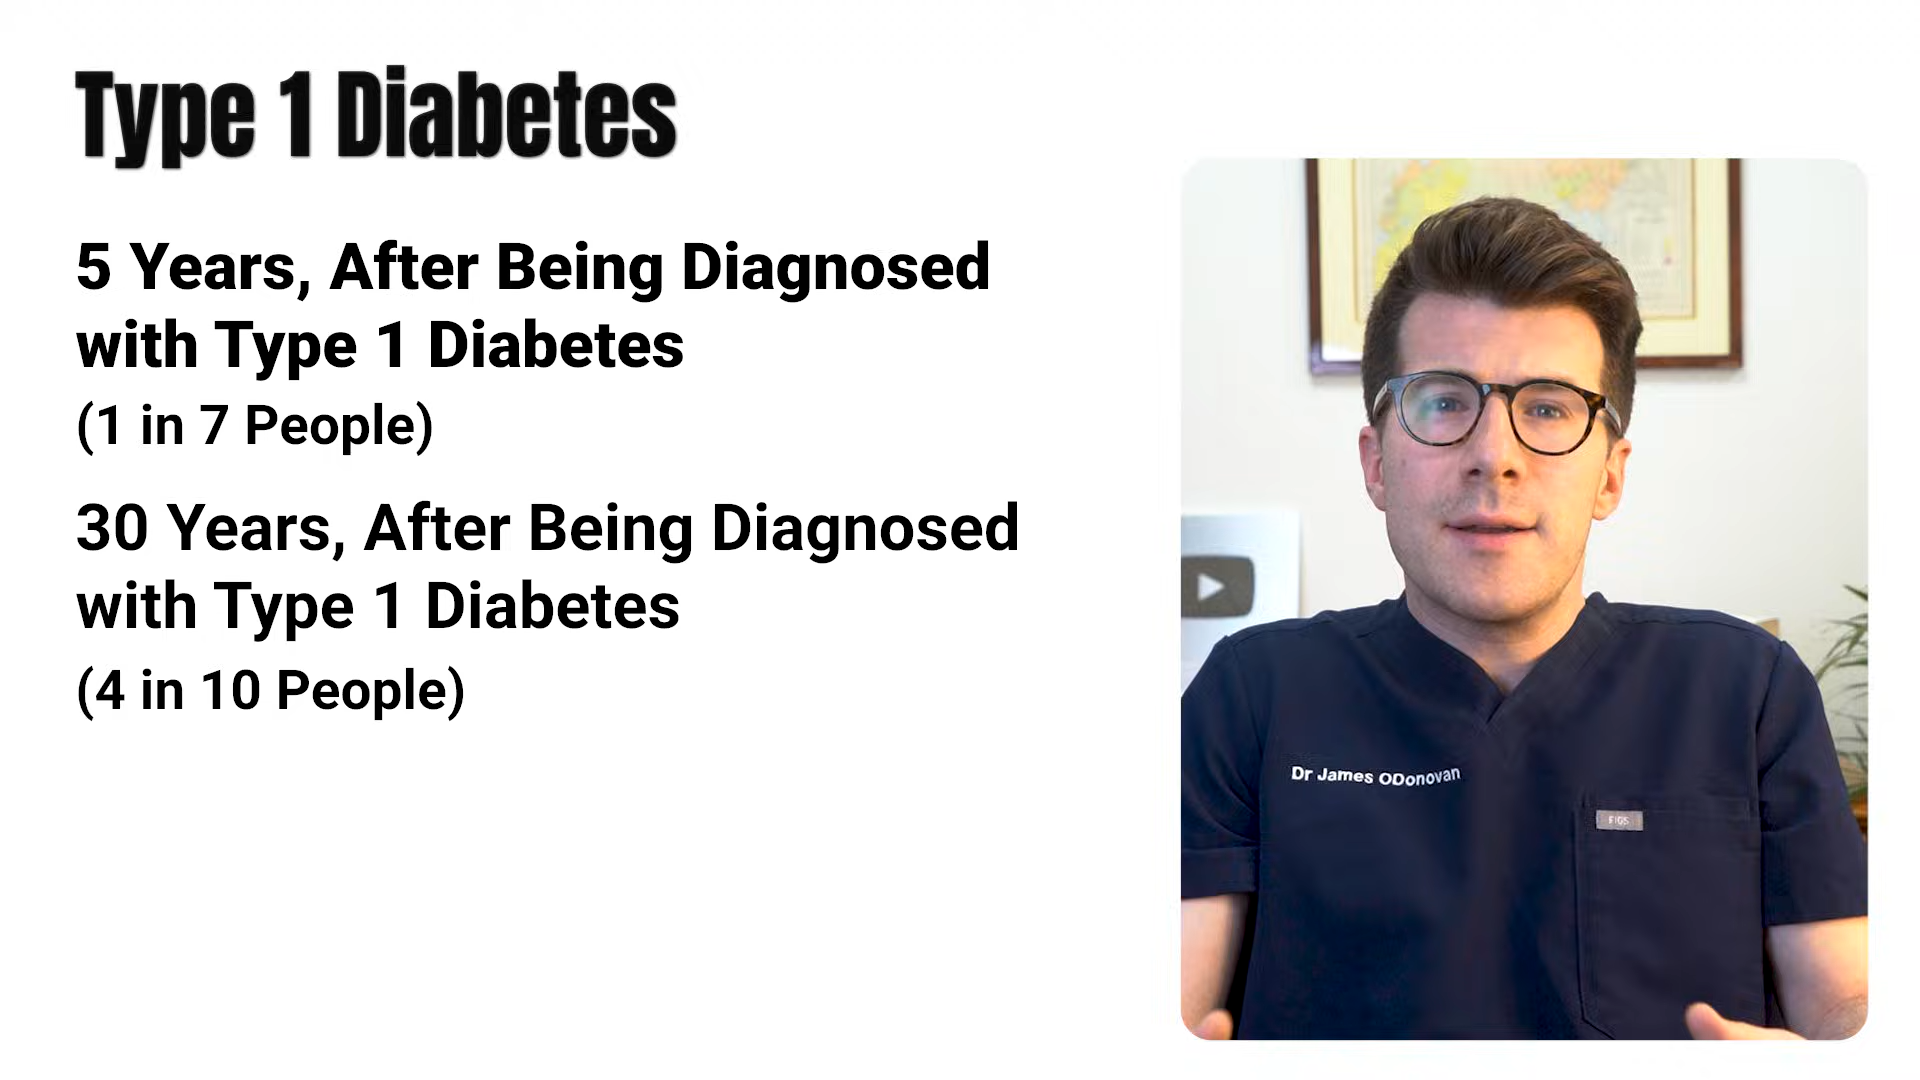 Type 1 Diabetes
5 Years, After Being Diagnosed
with Type 1 Diabetes
(1 in 7 People)
30 Years, After Being Diagnosed
with Type 1 Diabetes
(4 in 10 People)
Dr James ODonovan
FIGS